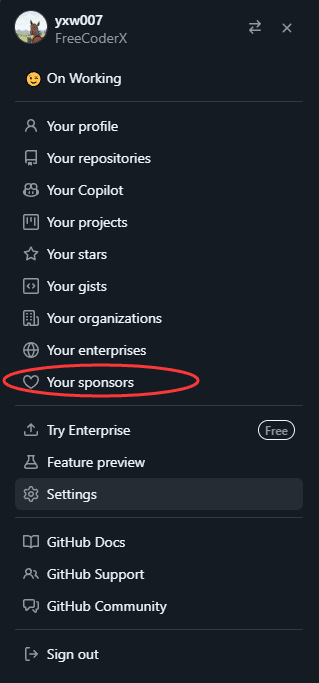 yxw007
FreeCoderX
On Working
Your profile
Your repositories
Your Copilot
Your projects
Your stars
Your gists
Your organizations
Your enterprises
Your sponsors
Try Enterprise
Free
Feature preview
Settings
GitHub Docs
GitHub Support
GitHub Community
Sign out